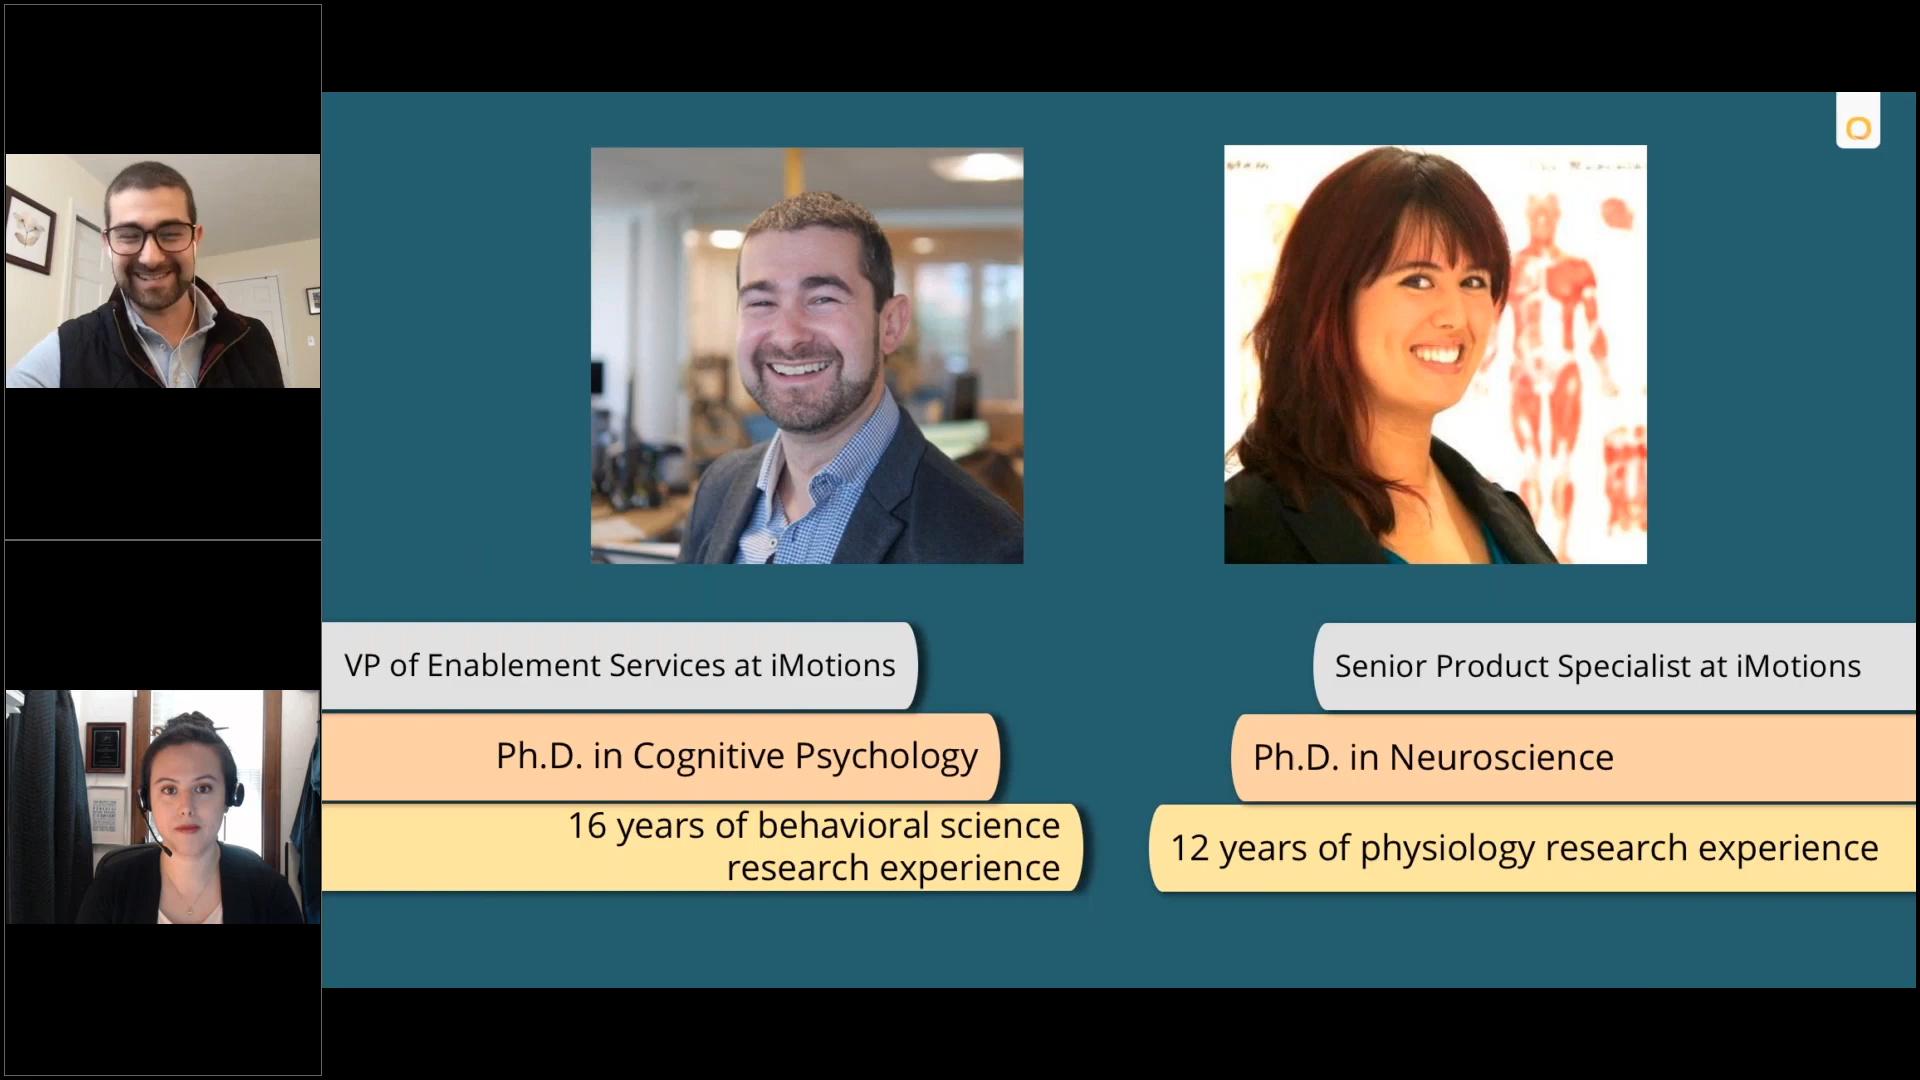 VP of Enablement Services at iMotions
Ph.D. in Cognitive Psychology
16 years of behavioral science
research experience
Senior Product Specialist at iMotions
Ph.D. in Neuroscience
12 years of physiology research experience